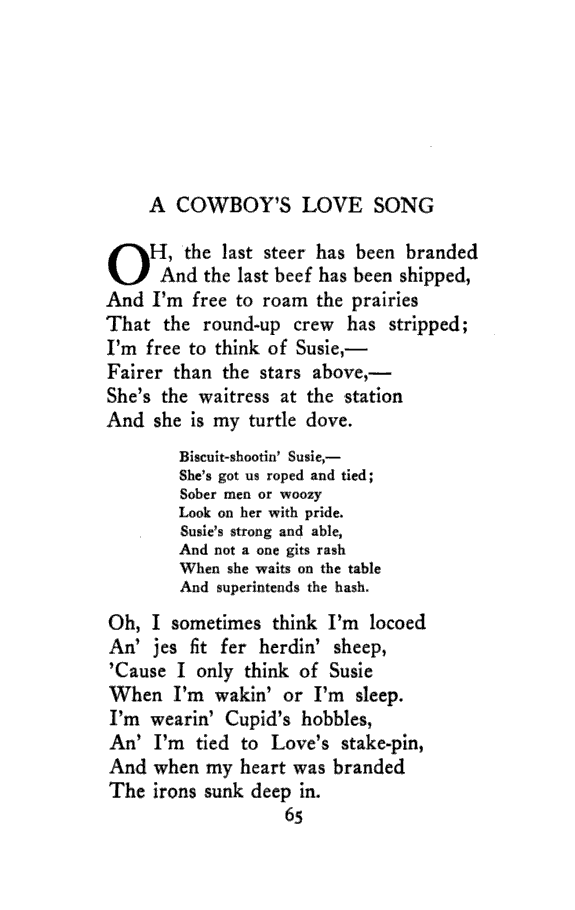 A COWBOY'S LOVE SONG
OH, the last steer has been branded
And the last beef has been shipped,
And I'm free to roam the prairies
That the round-up crew has stripped;
I'm free to think of Susie,—
Fairer than the stars above,—
She's the waitress at the station
And she is my turtle dove.
Biscuit-shootin' Susie,—
She's got us roped and tied;
Sober men or woozy
Look on her with pride.
Susie's strong and able,
And not a one gits rash
When she waits on the table
And superintends the hash.
Oh, I sometimes think I'm locoed
An' jes fit fer herdin' sheep,
'Cause I only think of Susie
When I'm wakin' or I'm sleep.
I'm wearin' Cupid's hobbles,
An' I'm tied to Love's stake-pin,
And when my heart was branded
The irons sunk deep in.
65